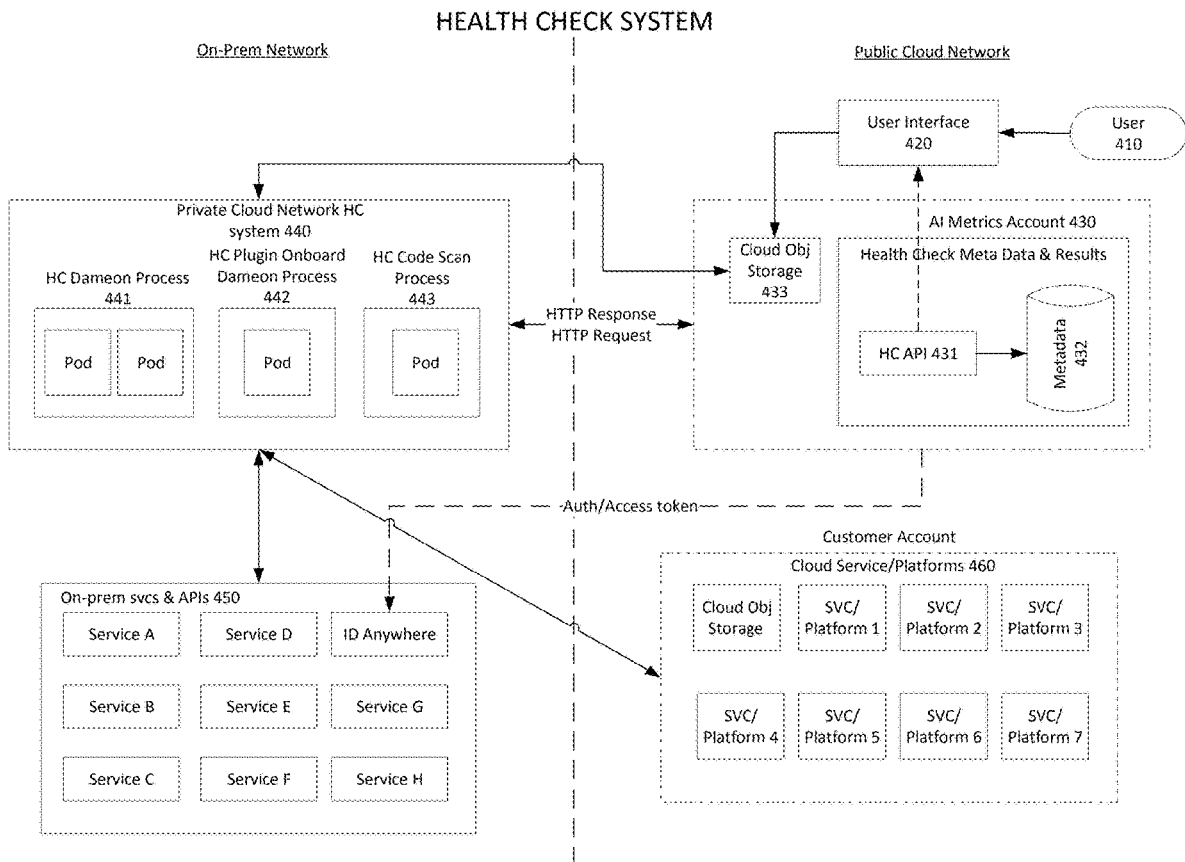 HEALTH CHECK SYSTEM
On-Prem Network
Public Cloud Network
User Interface
420
User
410
Private Cloud Network HC
system 440
HC Dameon Process
441
HC Plugin Onboard
Dameon Process
442
HC Code Scan
Process
443
Pod
Pod
Pod
Pod
HTTP Response
HTTP Request
AI Metrics Account 430
Cloud Obj
Storage
433
Health Check Meta Data & Results
HC API 431
Metadata
432
Auth/Access token
On-prem svcs & APIs 450
Service A
Service D
ID Anywhere
Service B
Service E
Service G
Service C
Service F
Service H
Customer Account
Cloud Service/Platforms 460
Cloud Obj
Storage
SVC/
Platform 1
SVC/
Platform 2
SVC/
Platform 3
SVC/
Platform 4
SVC/
Platform 5
SVC/
Platform 6
SVC/
Platform 7